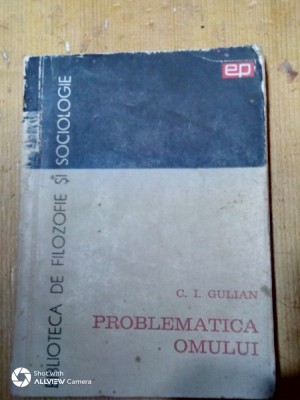 ep
BIBLIOTECA DE FILOZOFIE ȘI SOCIOLOGIE
C. I. GULIAN
PROBLEMATICA
OMULUI
Shot with
ALLVIEW Camera